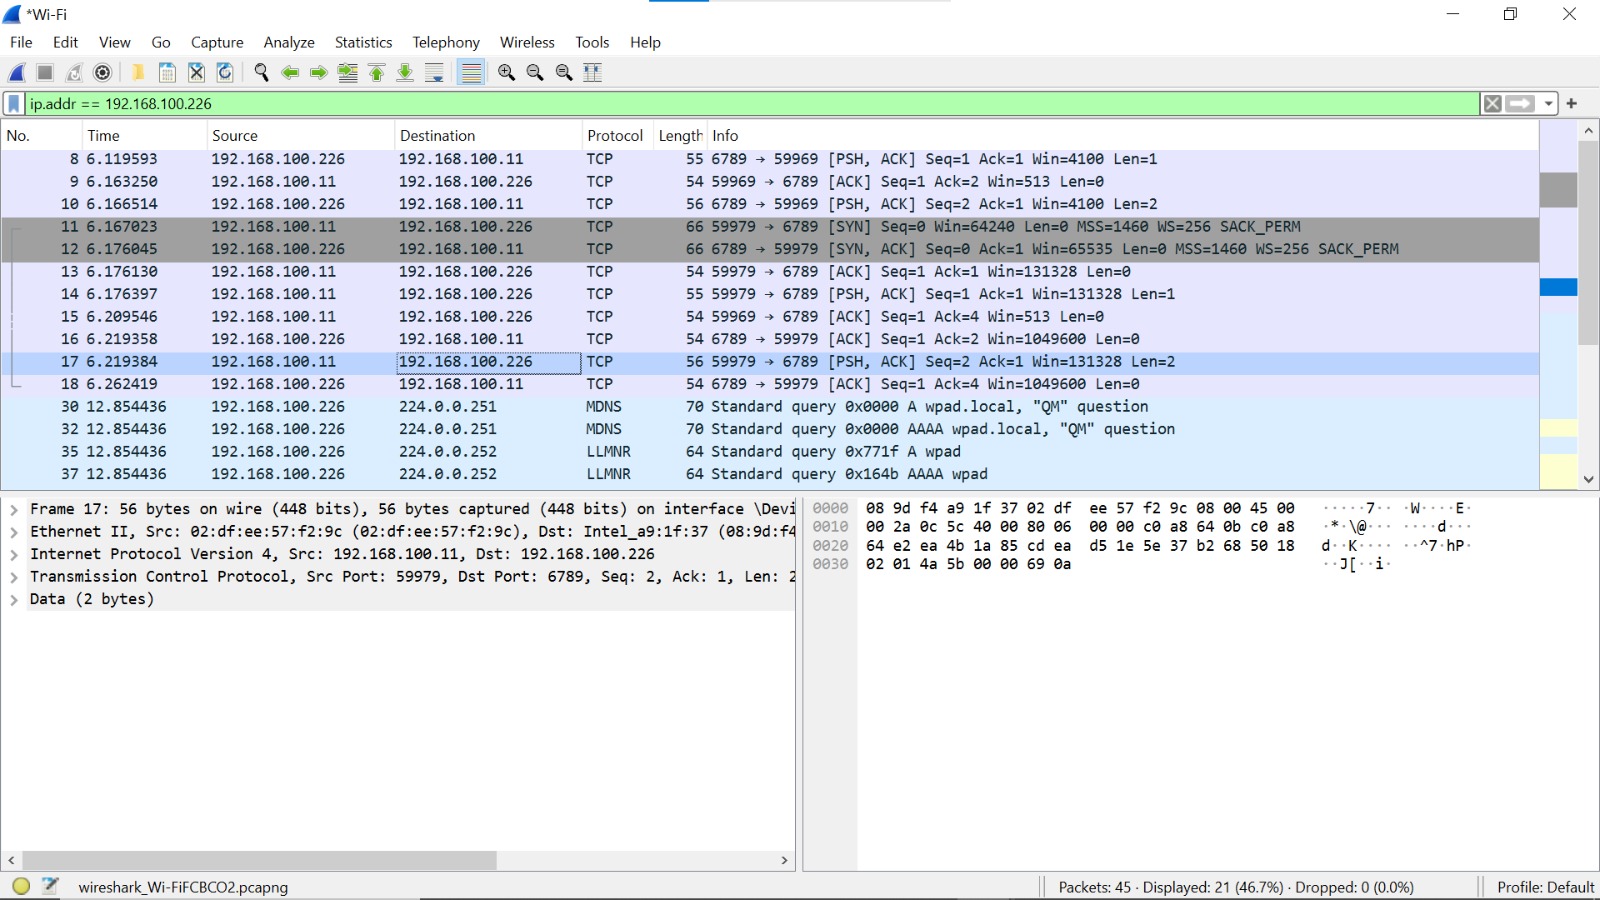 *Wi-Fi
File Edit View Go Capture Analyze Statistics Telephony Wireless Tools Help
ip.addr == 192.168.100.226
No. Time Source Destination Protocol Length Info
8 6.119593 192.168.100.226 192.168.100.11 TCP 55 6789 → 59969 [PSH, ACK] Seq=1 Ack=1 Win=4100 Len=1
9 6.163250 192.168.100.11 192.168.100.226 TCP 54 59969 → 6789 [ACK] Seq=1 Ack=2 Win=513 Len=0
10 6.166514 192.168.100.226 192.168.100.11 TCP 56 6789 → 59969 [PSH, ACK] Seq=2 Ack=1 Win=4100 Len=2
11 6.167023 192.168.100.11 192.168.100.226 TCP 66 59979 → 6789 [SYN] Seq=0 Win=64240 Len=0 MSS=1460 WS=256 SACK_PERM
12 6.176045 192.168.100.226 192.168.100.11 TCP 66 6789 → 59979 [SYN, ACK] Seq=0 Ack=1 Win=65535 Len=0 MSS=1460 WS=256 SACK_PERM
13 6.176130 192.168.100.11 192.168.100.226 TCP 54 59979 → 6789 [ACK] Seq=1 Ack=1 Win=131328 Len=0
14 6.176397 192.168.100.11 192.168.100.226 TCP 55 59979 → 6789 [PSH, ACK] Seq=1 Ack=1 Win=131328 Len=1
15 6.209546 192.168.100.11 192.168.100.226 TCP 54 59969 → 6789 [ACK] Seq=1 Ack=4 Win=513 Len=0
16 6.219358 192.168.100.226 192.168.100.11 TCP 54 6789 → 59979 [ACK] Seq=1 Ack=2 Win=1049600 Len=0
17 6.219384 192.168.100.11 192.168.100.226 TCP 56 59979 → 6789 [PSH, ACK] Seq=2 Ack=1 Win=131328 Len=2
18 6.262419 192.168.100.226 192.168.100.11 TCP 54 6789 → 59979 [ACK] Seq=1 Ack=4 Win=1049600 Len=0
30 12.854436 192.168.100.226 224.0.0.251 MDNS 70 Standard query 0x0000 A wpad.local, "QM" question
32 12.854436 192.168.100.226 224.0.0.251 MDNS 70 Standard query 0x0000 AAAA wpad.local, "QM" question
35 12.854436 192.168.100.226 224.0.0.252 LLMNR 64 Standard query 0x771f A wpad
37 12.854436 192.168.100.226 224.0.0.252 LLMNR 64 Standard query 0x164b AAAA wpad
Frame 17: 56 bytes on wire (448 bits), 56 bytes captured (448 bits) on interface \Devi
Ethernet II, Src: 02:df:ee:57:f2:9c (02:df:ee:57:f2:9c), Dst: Intel_a9:1f:37 (08:9d:f4
Internet Protocol Version 4, Src: 192.168.100.11, Dst: 192.168.100.226
Transmission Control Protocol, Src Port: 59979, Dst Port: 6789, Seq: 2, Ack: 1, Len: 2
Data (2 bytes)
0000 08 9d f4 a9 1f 37 02 df ee 57 f2 9c 08 00 45 00 ·····7·· ·W····E·
0010 00 2a 0c 5c 40 00 80 06 00 00 c0 a8 64 0b c0 a8 ·*·\@··· ····d···
0020 64 e2 ea 4b 1a 85 cd ea d5 1e 5e 37 b2 68 50 18 d··K···· ··^7·hP·
0030 02 01 4a 5b 00 00 69 0a ··J[··i·
wireshark_Wi-FiFCBCO2.pcapng
Packets: 45 · Displayed: 21 (46.7%) · Dropped: 0 (0.0%)
Profile: Default